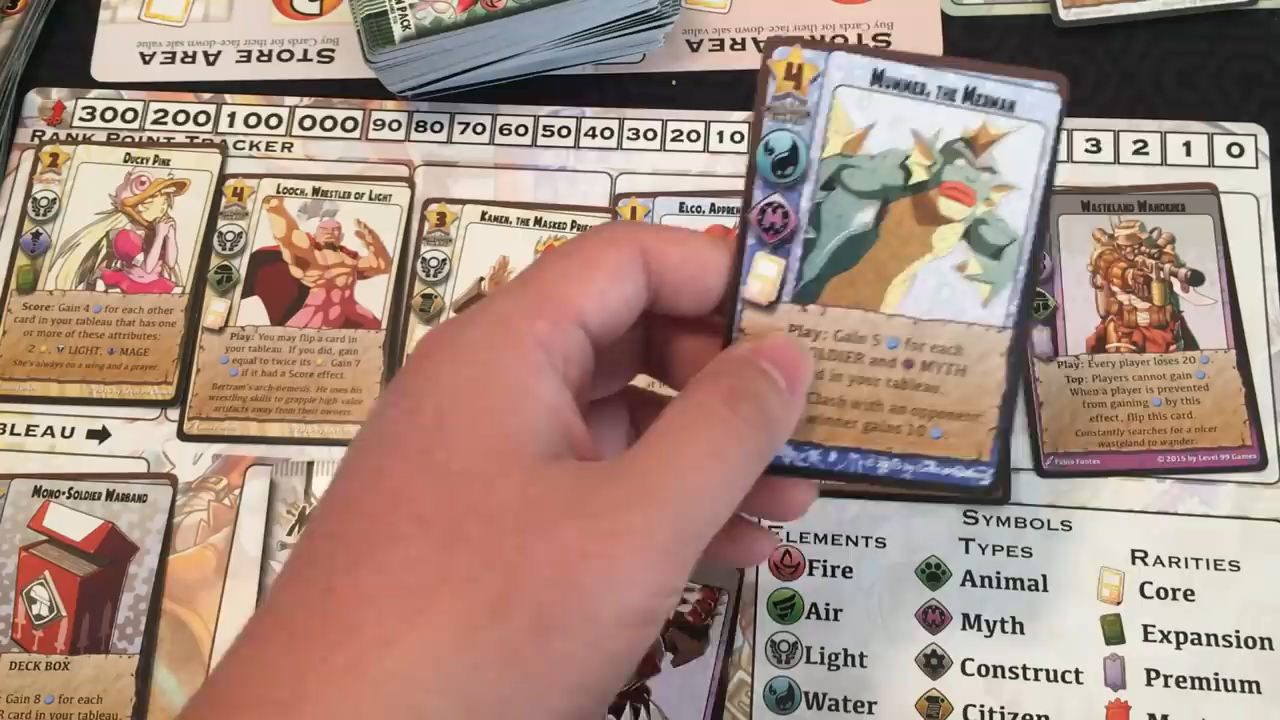 Buy Cards for their face-down sale value
STORE AREA
Buy Cards for their face-down sale value
STORE AREA
300 200 100 000 90 80 70 60 50 40 30 20 10
3 2 1 0
RANK POINT TRACKER
2
DUCKY PINK
Score: Gain 4 for each other
card in your tableau that has one
or more of these attributes:
2 , LIGHT, MAGE
She's always on a wing and a prayer.
4
LOOCH, WRESTLER OF LIGHT
Play: You may flip a card in
your tableau. If you did, gain
equal to twice its . Gain 7
if it had a Score effect.
Bertram's arch-nemesis. He uses his
wrestling skills to grapple high-value
artifacts away from their owners.
3
KAMEN, THE MASKED
1
ELCO,
4
MUMMER, THE MERMAN
Play: Gain 5 for each
and MYTH
in your tableau.
Clash with an opponent.
gains 10 .
WASTELAND WANDERER
Play: Every player loses 20 .
Top: Players cannot gain .
When a player is prevented
from gaining by this
effect, flip this card.
Constantly searches for a nicer
wasteland to wander.
Fabio Fontes
© 2015 by Level 99 Games
MONO-SOLDIER WARBAND
DECK BOX
Gain 8 for each
card in your tableau.
ELEMENTS
Fire
Air
Light
Water
SYMBOLS
TYPES
Animal
Myth
Construct
Citizen
RARITIES
Core
Expansion
Premium